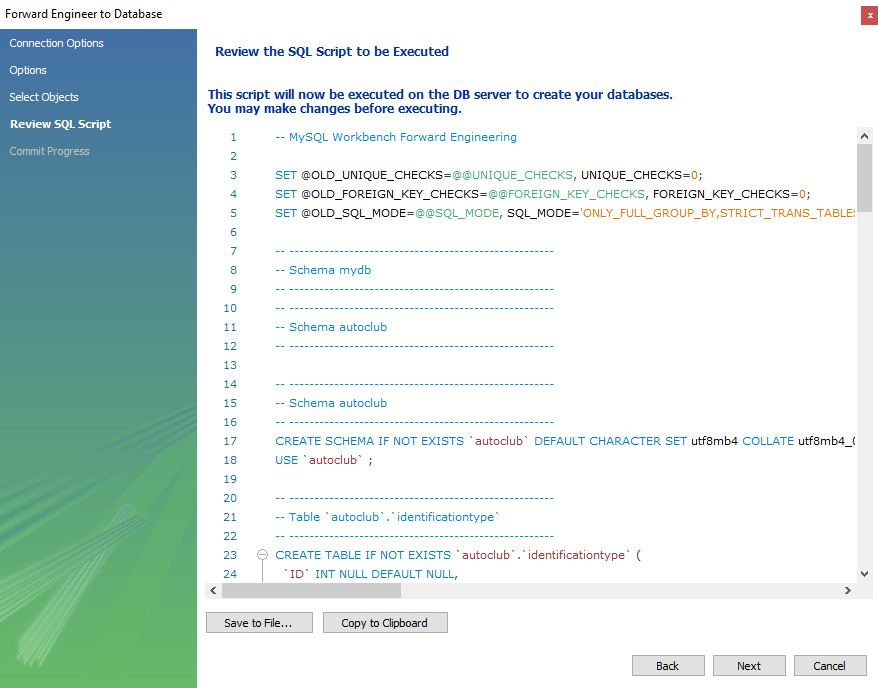 Forward Engineer to Database
x
Connection Options
Options
Select Objects
Review SQL Script
Commit Progress
Review the SQL Script to be Executed
This script will now be executed on the DB server to create your databases.
You may make changes before executing.
1 -- MySQL Workbench Forward Engineering
2
3 SET @OLD_UNIQUE_CHECKS=@@UNIQUE_CHECKS, UNIQUE_CHECKS=0;
4 SET @OLD_FOREIGN_KEY_CHECKS=@@FOREIGN_KEY_CHECKS, FOREIGN_KEY_CHECKS=0;
5 SET @OLD_SQL_MODE=@@SQL_MODE, SQL_MODE='ONLY_FULL_GROUP_BY,STRICT_TRANS_TABLES
6
7 -- -----------------------------------------------------
8 -- Schema mydb
9 -- -----------------------------------------------------
10 -- -----------------------------------------------------
11 -- Schema autoclub
12 -- -----------------------------------------------------
13
14 -- -----------------------------------------------------
15 -- Schema autoclub
16 -- -----------------------------------------------------
17 CREATE SCHEMA IF NOT EXISTS `autoclub` DEFAULT CHARACTER SET utf8mb4 COLLATE utf8mb4_0
18 USE `autoclub` ;
19
20 -- -----------------------------------------------------
21 -- Table `autoclub`.`identificationtype`
22 -- -----------------------------------------------------
23 CREATE TABLE IF NOT EXISTS `autoclub`.`identificationtype` (
24 `ID` INT NULL DEFAULT NULL,
Save to File...
Copy to Clipboard
Back
Next
Cancel